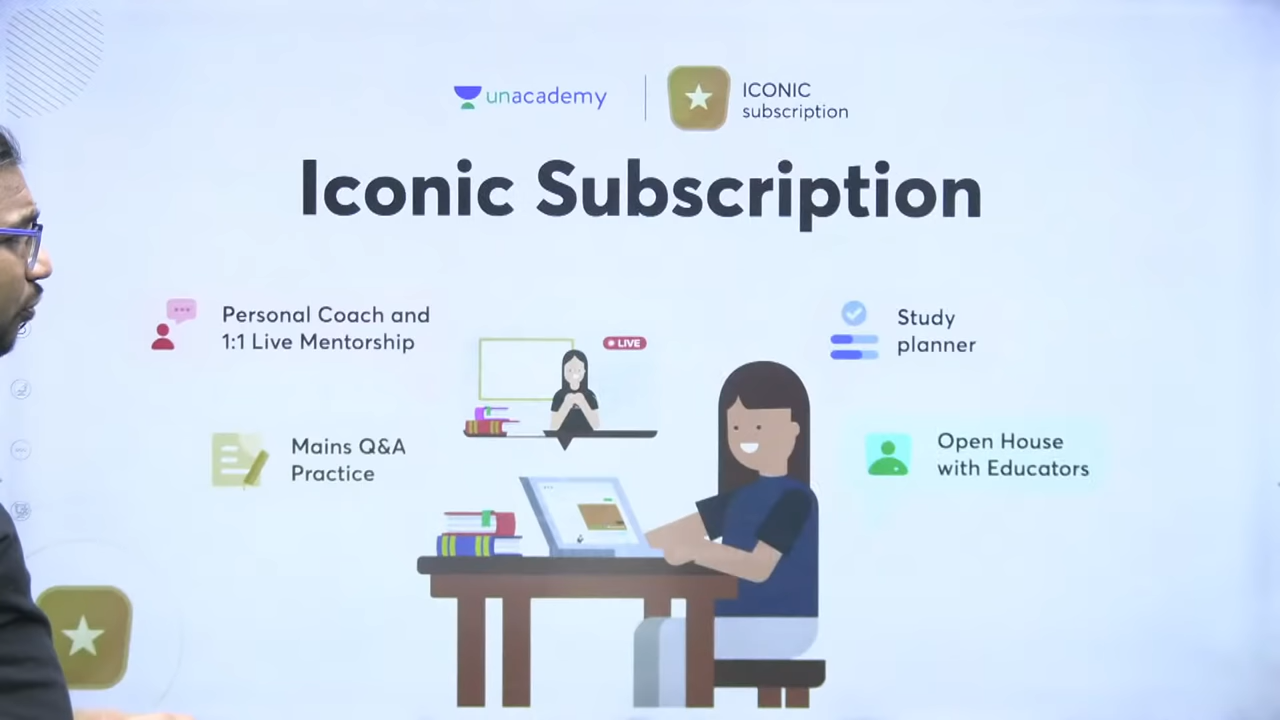 unacademy
ICONIC
subscription
Iconic Subscription
Personal Coach and
1:1 Live Mentorship
LIVE
Study
planner
Mains Q&A
Practice
Open House
with Educators